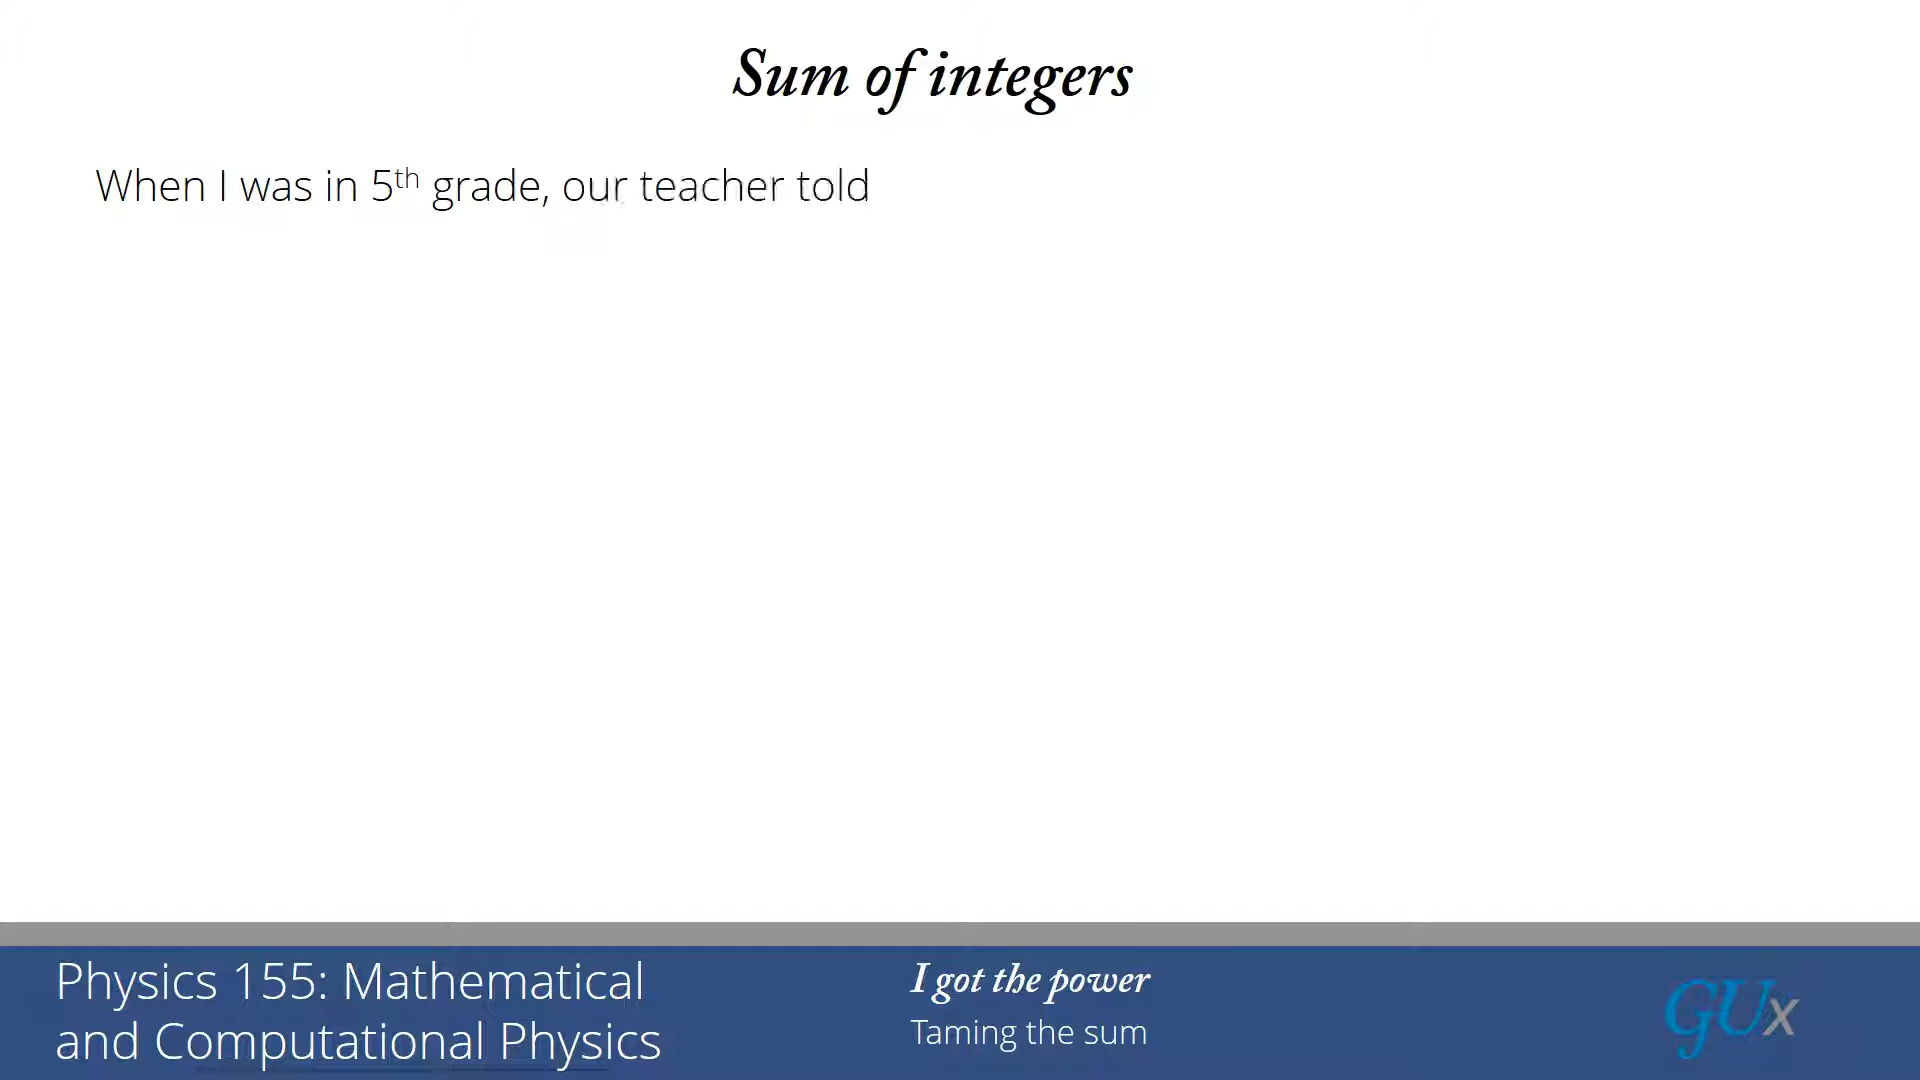 Sum of integers
When I was in 5th grade, our teacher told
Physics 155: Mathematical
and Computational Physics
I got the power
Taming the sum
GUx